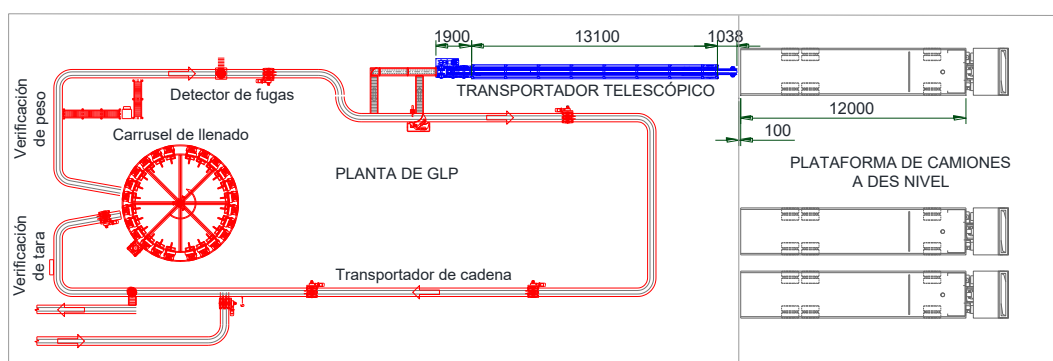 1900
13100
1038
Detector de fugas
TRANSPORTADOR TELESCÓPICO
Verificación
de peso
12000
100
Carrusel de llenado
PLANTA DE GLP
PLATAFORMA DE CAMIONES
A DES NIVEL
Verificación
de tara
Transportador de cadena